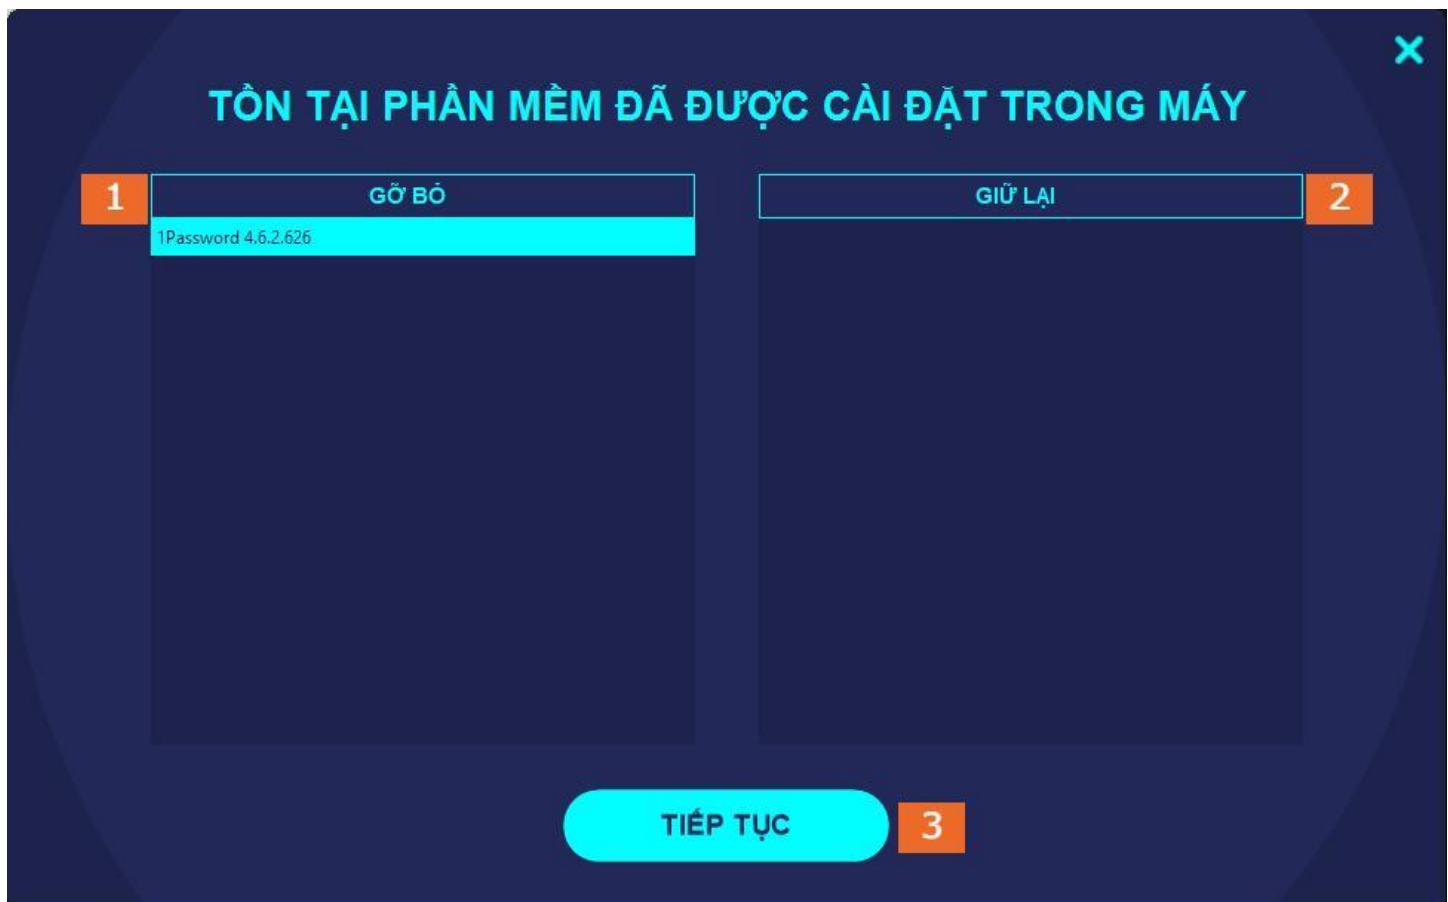 TỒN TẠI PHẦN MỀM ĐÃ ĐƯỢC CÀI ĐẶT TRONG MÁY
1 GỠ BỎ
GIỮ LẠI 2
1Password 4.6.2.626
TIẾP TỤC 3